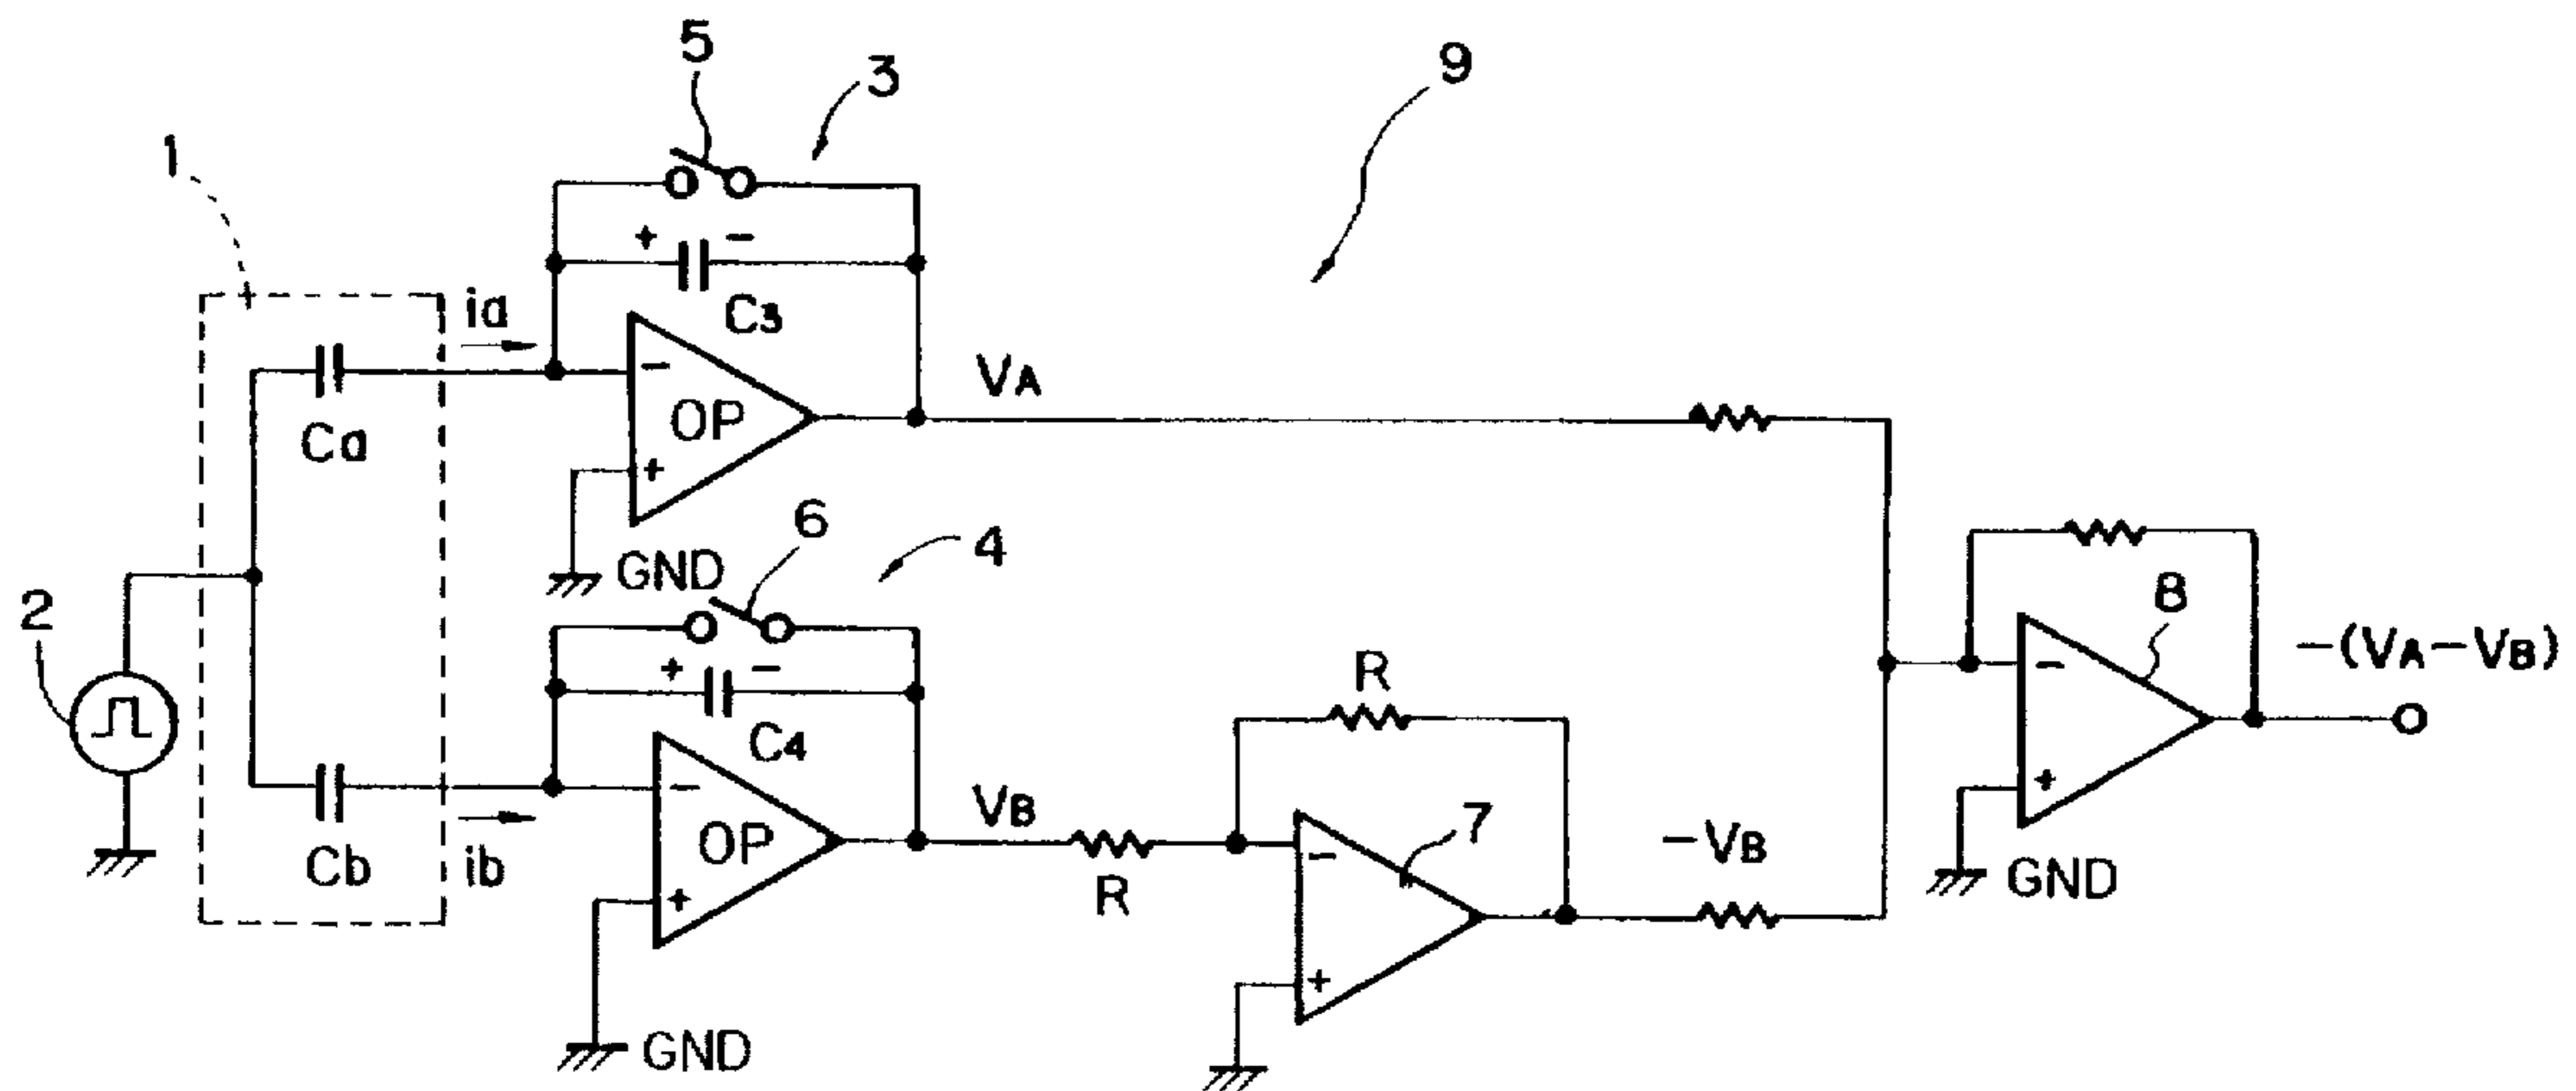 5
3
9
1
+ -
C3
ia
-
VA
OP
Ca
+
6
4
GND
2
8
-(VA-VB)
R
+ -
-
C4
+
-
VB
7
-VB
OP
-
Cb
ib
R
GND
+
+
GND